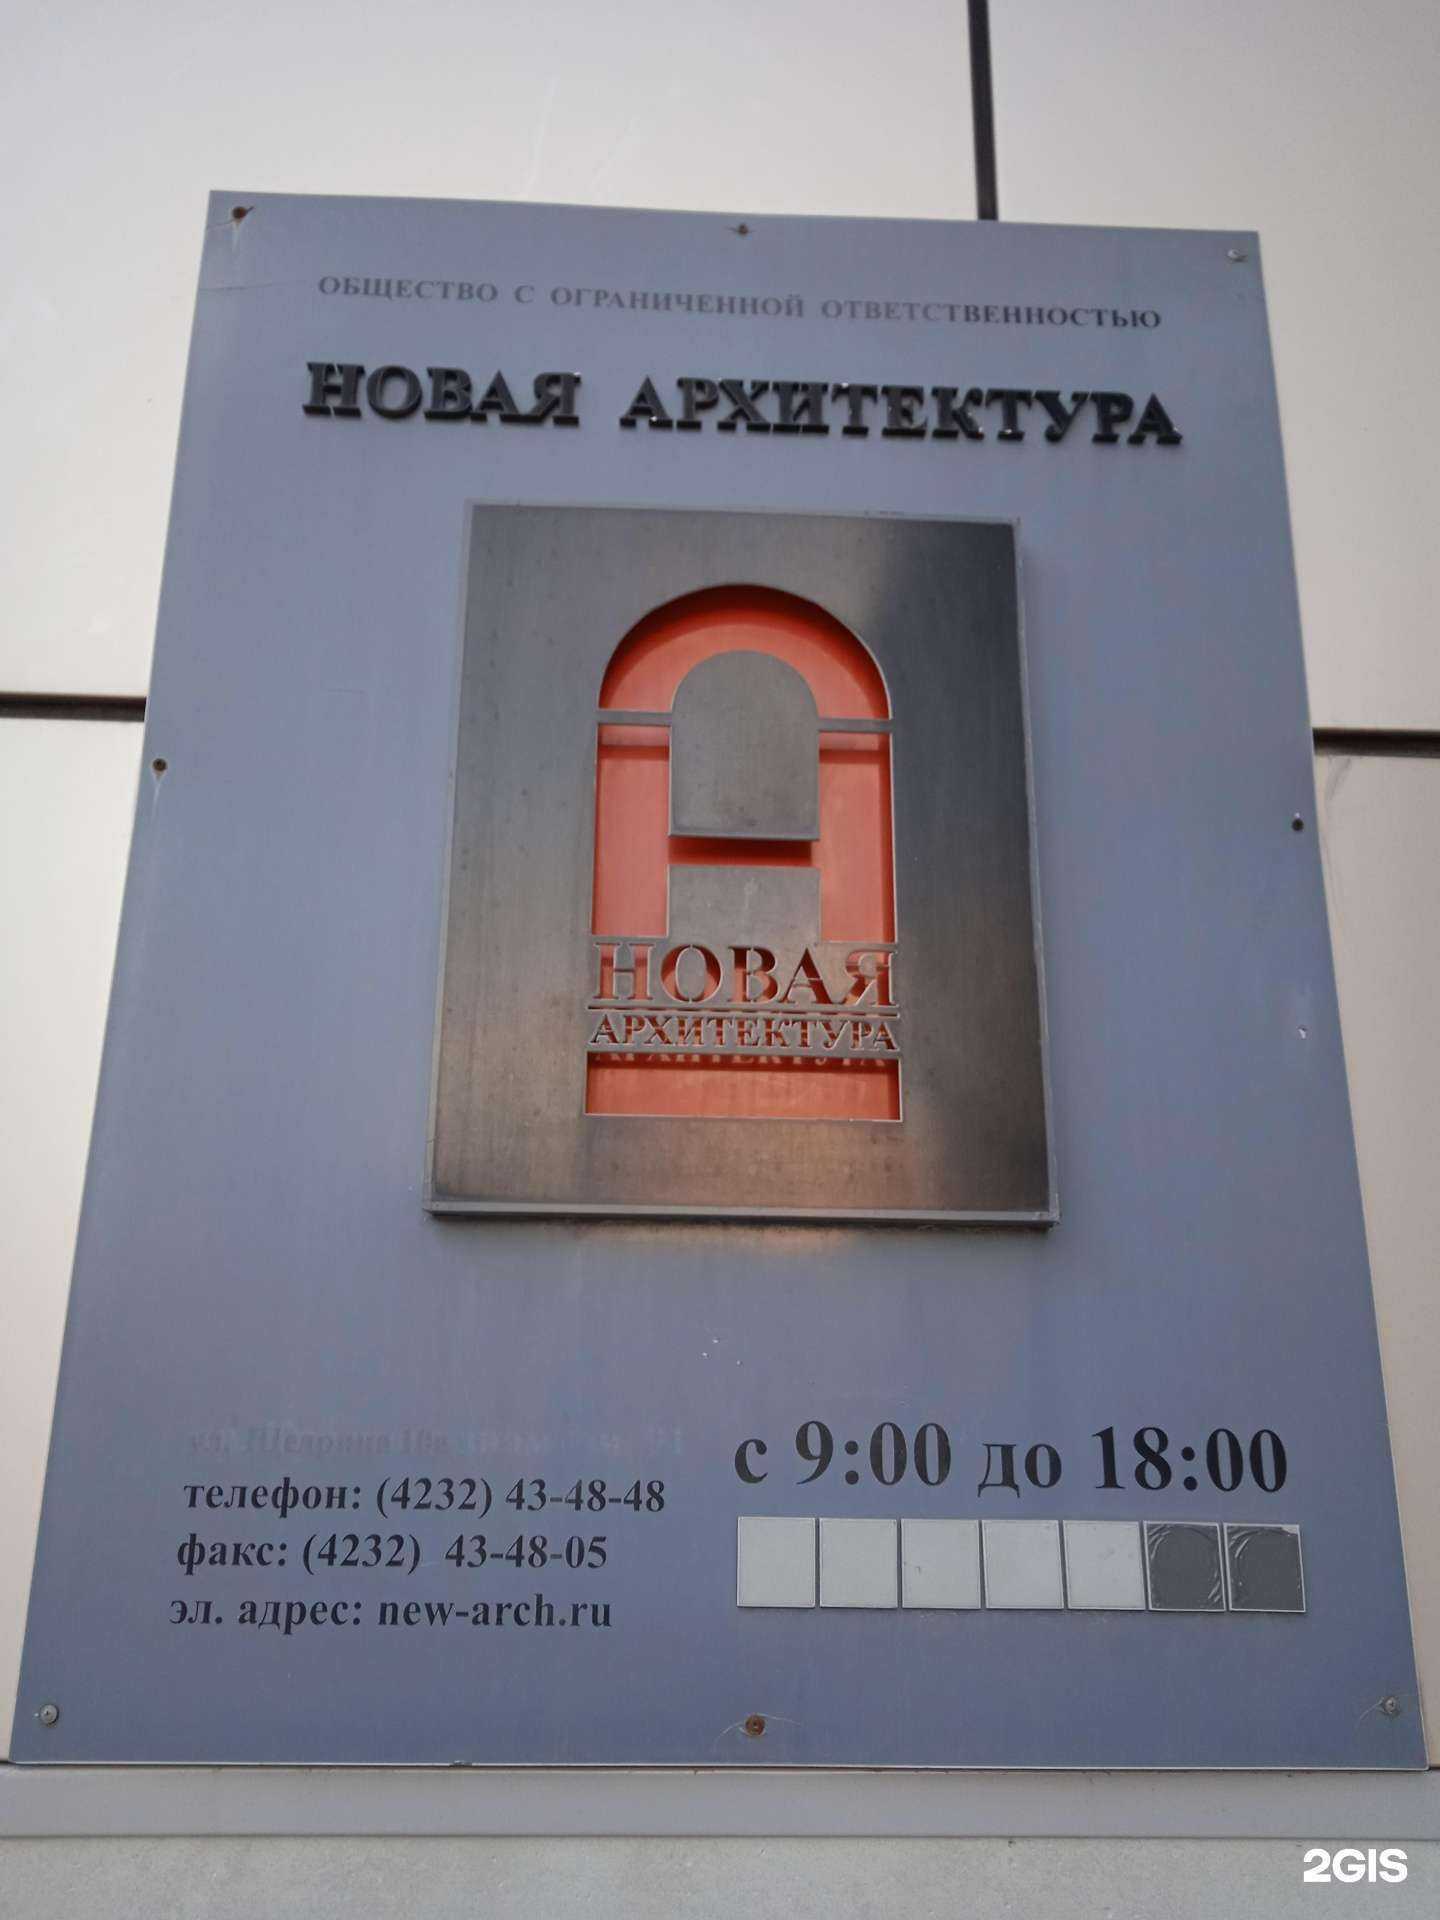 ОБЩЕСТВО С ОГРАНИЧЕННОЙ ОТВЕТСТВЕННОСТЬЮ
НОВАЯ АРХИТЕКТУРА
НОВАЯ
АРХИТЕКТУРА
ул.
телефон: (4232) 43-48-48
факс: (4232) 43-48-05
эл. адрес: new-arch.ru
с 9:00 до 18:00
2GIS